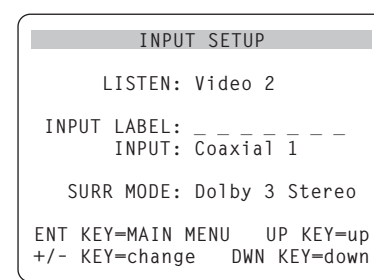 INPUT SETUP
LISTEN: Video 2
INPUT LABEL: _ _ _ _ _ _ _
INPUT: Coaxial 1
SURR MODE: Dolby 3 Stereo
ENT KEY=MAIN MENU UP KEY=up
+/- KEY=change DWN KEY=down